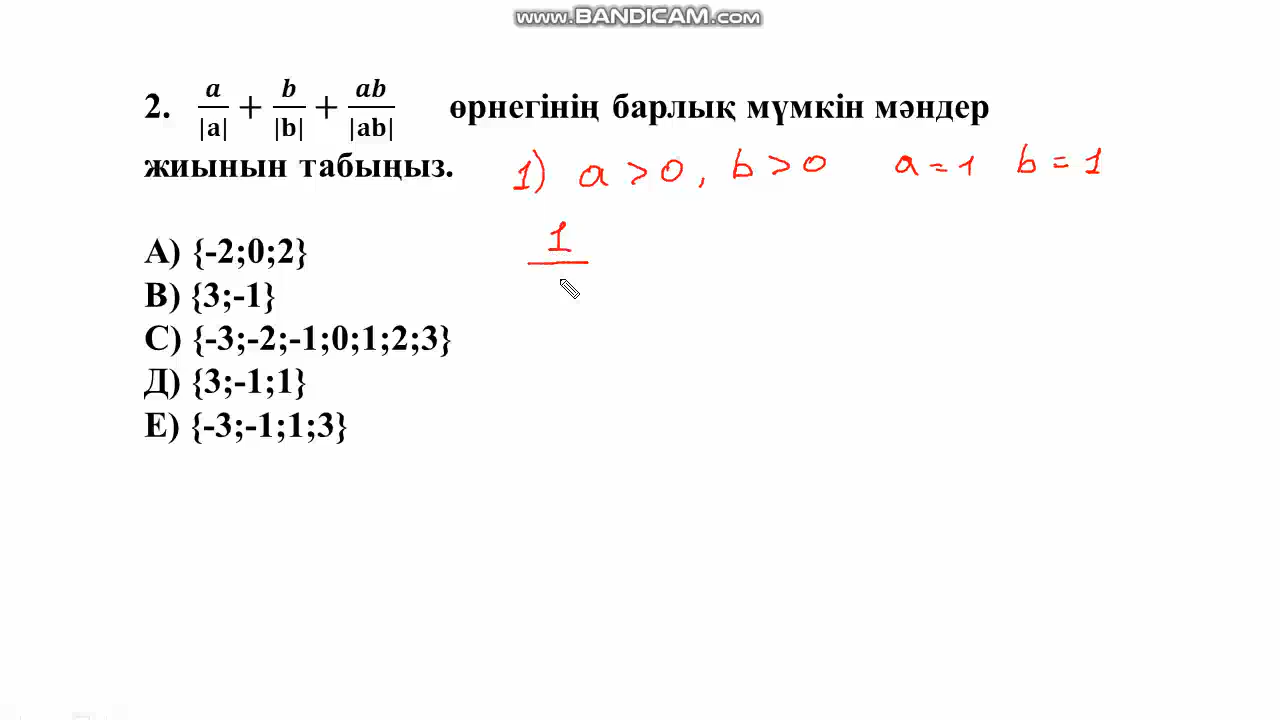 www.BANDICAM.com
2. a/|a| + b/|b| + ab/|ab| өрнегінің барлық мүмкін мәндер
жиынын табыңыз.
1) a > 0, b > 0 a = 1 b = 1
1
А) {-2;0;2}
В) {3;-1}
С) {-3;-2;-1;0;1;2;3}
Д) {3;-1;1}
Е) {-3;-1;1;3}